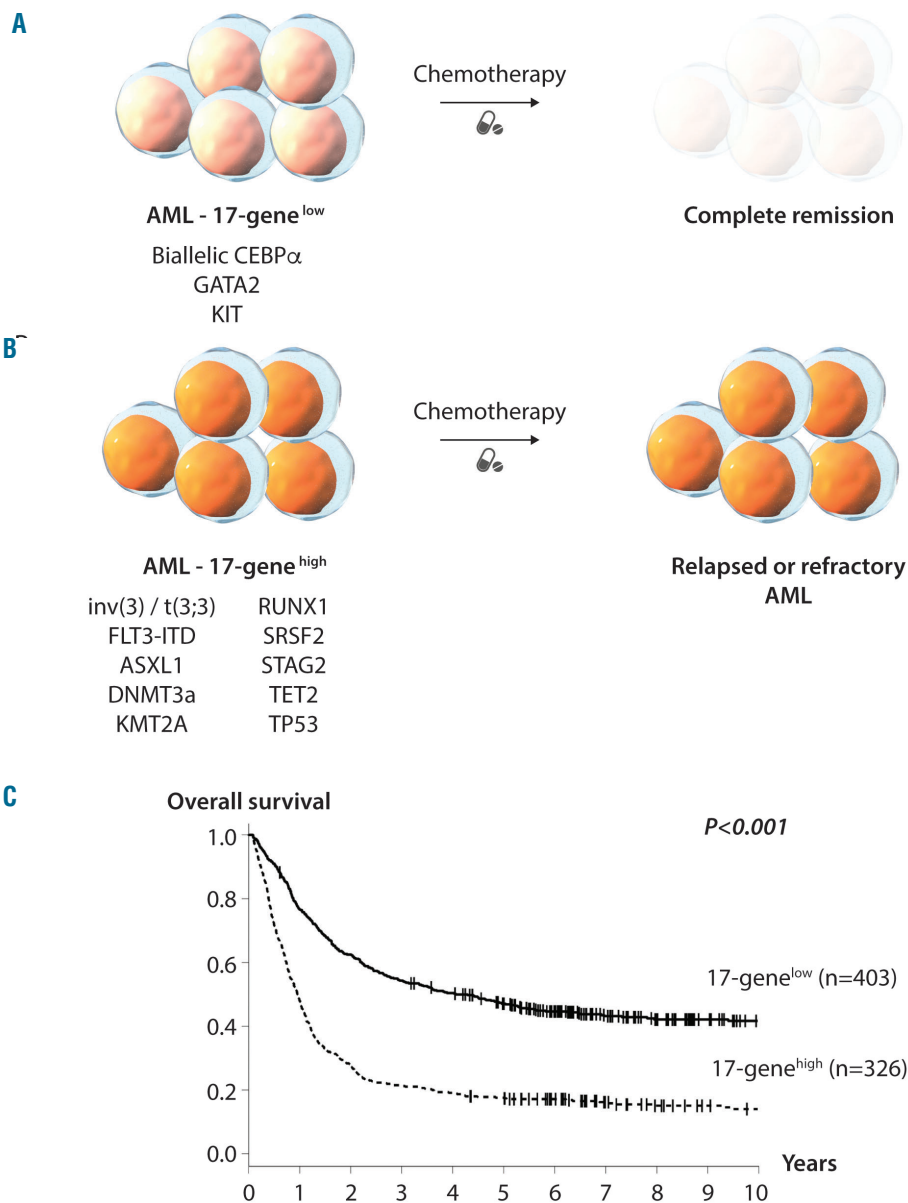 A
Chemotherapy
AML - 17-gene low
Complete remission
Biallelic CEBPα
GATA2
KIT
B
Chemotherapy
AML - 17-gene high
Relapsed or refractory
AML
inv(3) / t(3;3) RUNX1
FLT3-ITD SRSF2
ASXL1 STAG2
DNMT3a TET2
KMT2A TP53
C
Overall survival
P<0.001
1.0
0.8
0.6
0.4
0.2
0.0
17-gene low (n=403)
17-gene high (n=326)
Years
0 1 2 3 4 5 6 7 8 9 10